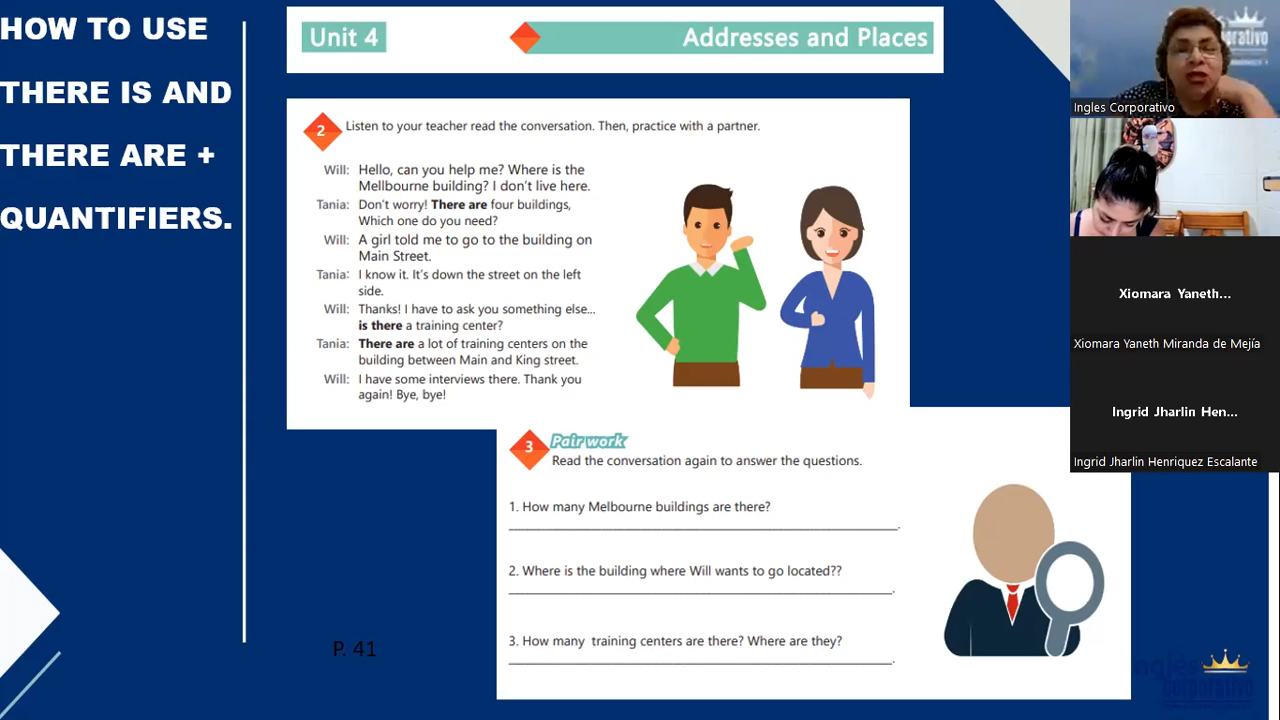 HOW TO USE
THERE IS AND
THERE ARE +
QUANTIFIERS.
Unit 4
Addresses and Places
2
Listen to your teacher read the conversation. Then, practice with a partner.
Will: Hello, can you help me? Where is the
Mellbourne building? I don't live here.
Tania: Don't worry! There are four buildings,
Which one do you need?
Will: A girl told me to go to the building on
Main Street.
Tania: I know it. It's down the street on the left
side.
Will: Thanks! I have to ask you something else...
is there a training center?
Tania: There are a lot of training centers on the
building between Main and King street.
Will: I have some interviews there. Thank you
again! Bye, bye!
3
Pair work
Read the conversation again to answer the questions.
1. How many Melbourne buildings are there?
2. Where is the building where Will wants to go located??
3. How many training centers are there? Where are they?
P. 41
Ingles Corporativo
Xiomara Yaneth...
Xiomara Yaneth Miranda de Mejía
Ingrid Jharlin Hen...
Ingrid Jharlin Henriquez Escalante
Inglés
Corporativo